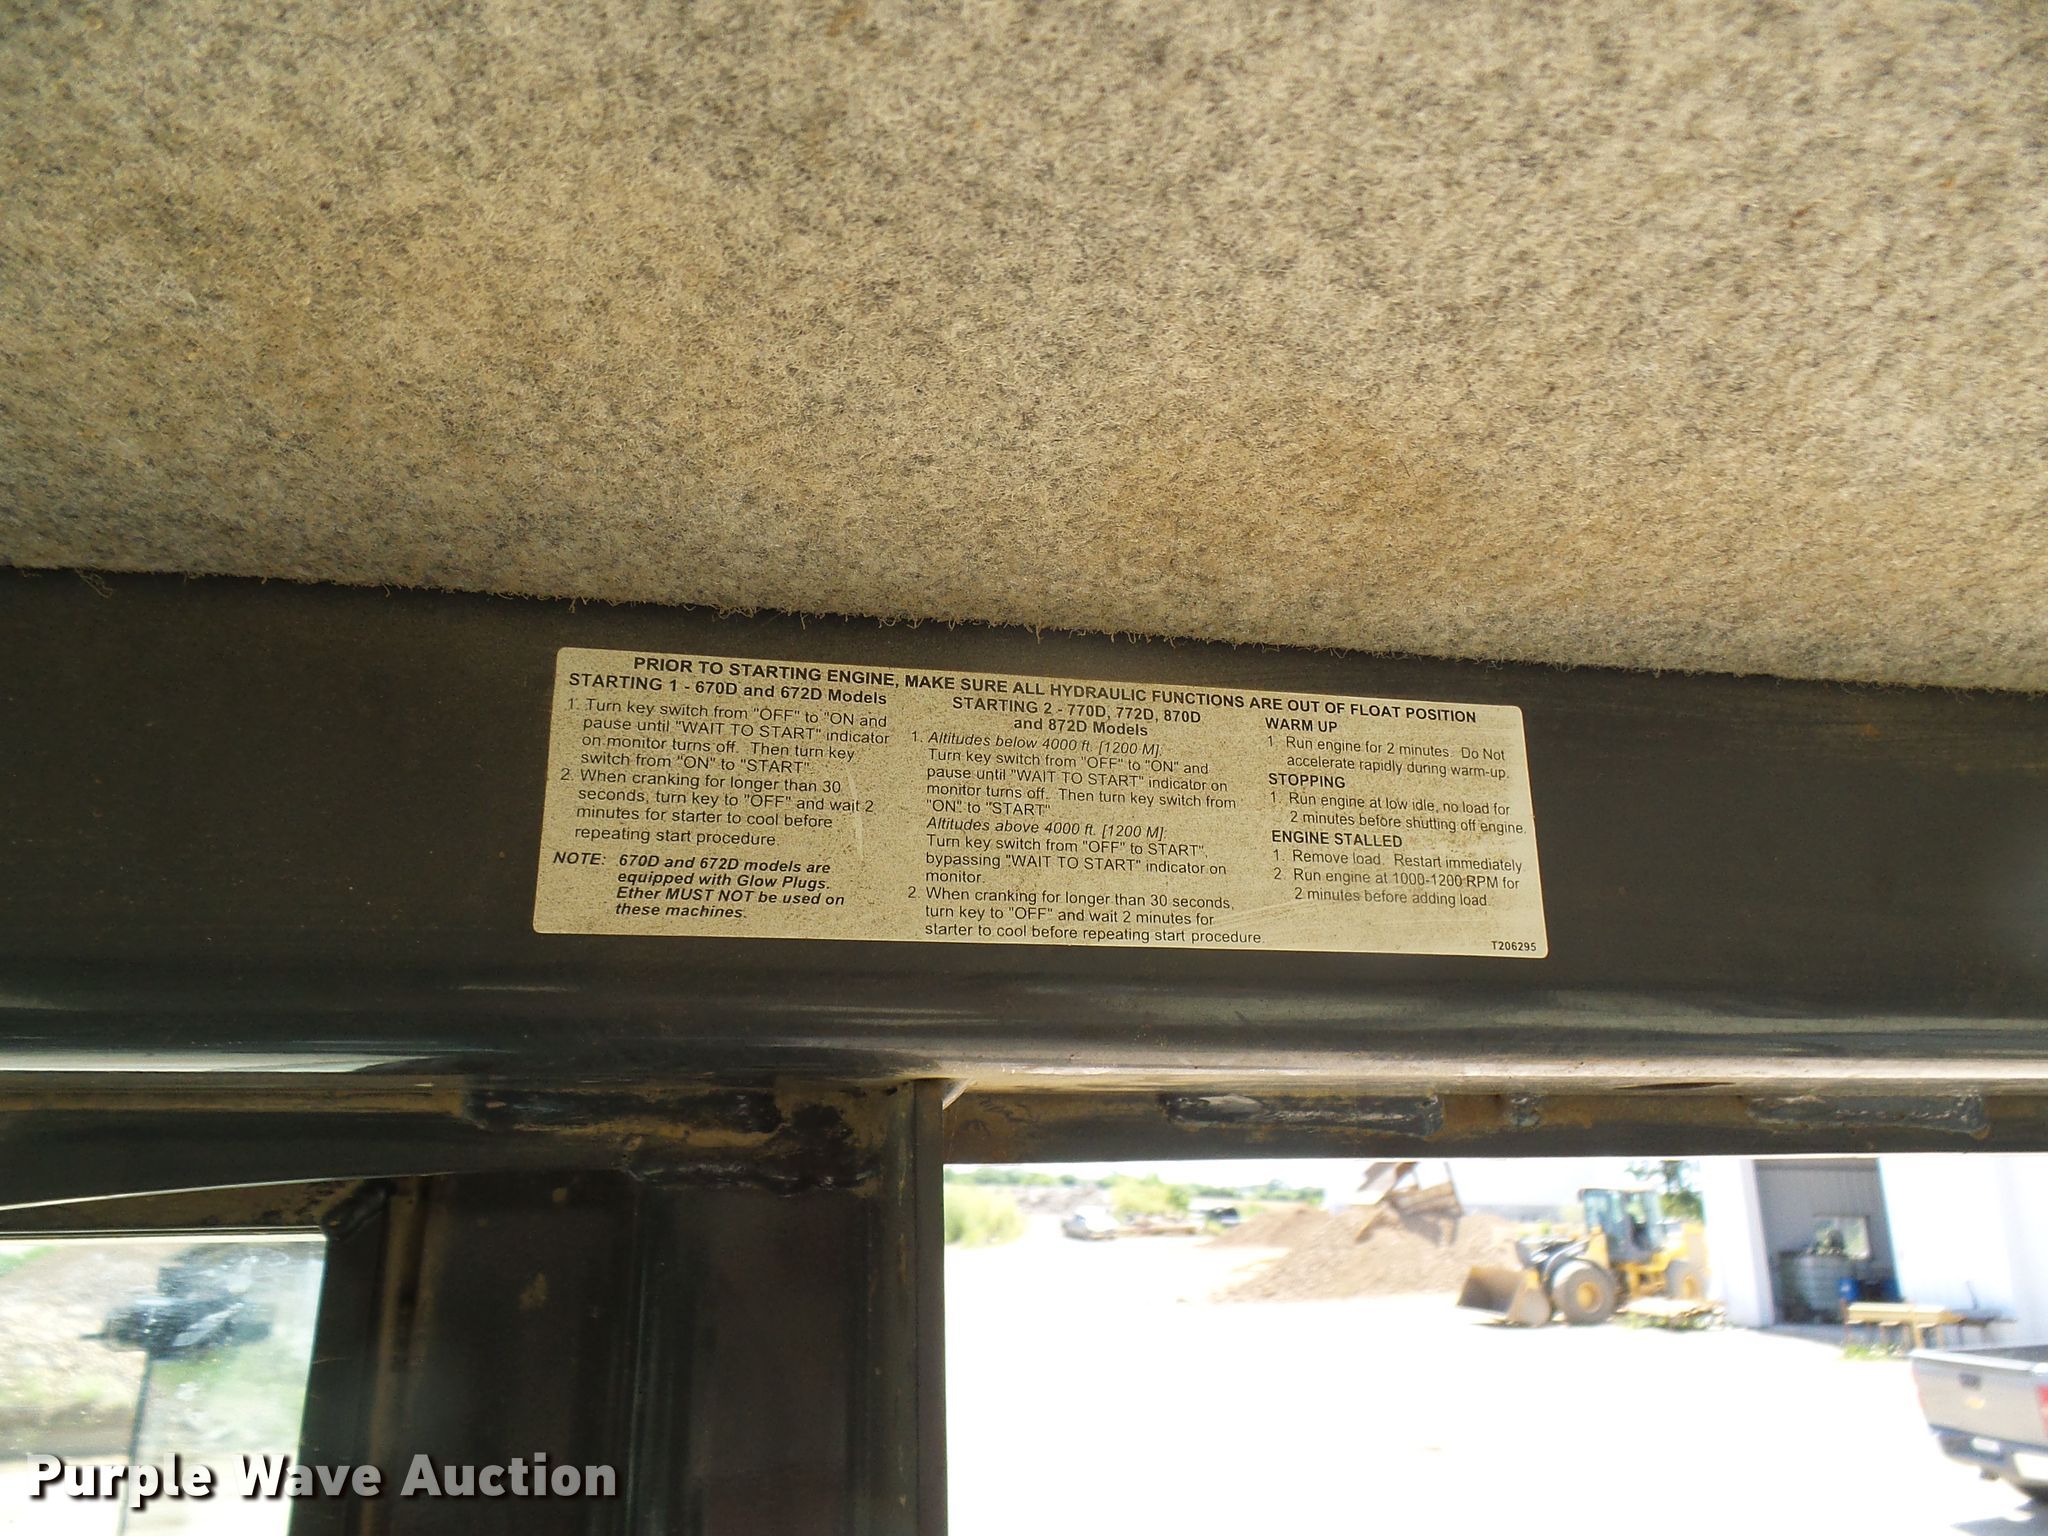 PRIOR TO STARTING ENGINE, MAKE SURE ALL HYDRAULIC FUNCTIONS ARE OUT OF FLOAT POSITION
STARTING 1 - 670D and 672D Models
1. Turn key switch from "OFF" to "ON and
pause until "WAIT TO START" indicator
on monitor turns off. Then turn key
switch from "ON" to "START".
2. When cranking for longer than 30
seconds, turn key to "OFF" and wait 2
minutes for starter to cool before
repeating start procedure.
NOTE: 670D and 672D models are
equipped with Glow Plugs.
Ether MUST NOT be used on
these machines.
STARTING 2 - 770D, 772D, 870D
and 872D Models
1. Altitudes below 4000 ft. [1200 M]:
Turn key switch from "OFF" to "ON" and
pause until "WAIT TO START" indicator on
monitor turns off. Then turn key switch from
"ON" to "START"
Altitudes above 4000 ft. [1200 M]:
Turn key switch from "OFF" to START",
bypassing "WAIT TO START" indicator on
monitor.
2. When cranking for longer than 30 seconds,
turn key to "OFF" and wait 2 minutes for
starter to cool before repeating start procedure.
WARM UP
1. Run engine for 2 minutes. Do Not
accelerate rapidly during warm-up.
STOPPING
1. Run engine at low idle, no load for
2 minutes before shutting off engine.
ENGINE STALLED
1. Remove load. Restart immediately.
2. Run engine at 1000-1200 RPM for
2 minutes before adding load.
T206295
Purple Wave Auction